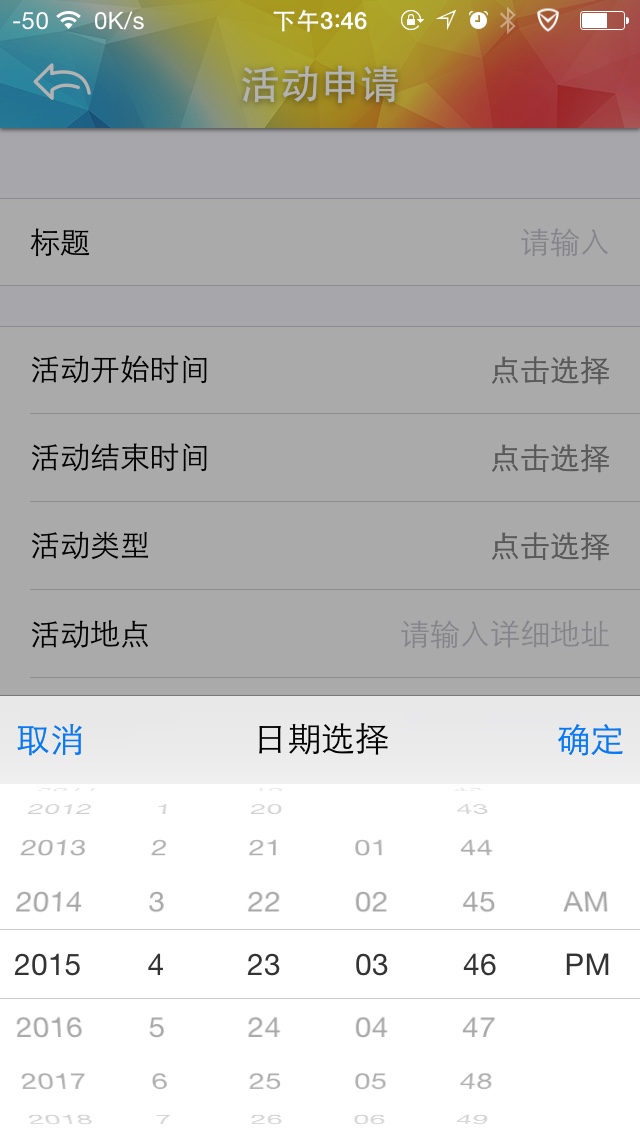 -50 0K/s 下午3:46
活动申请
标题 请输入
活动开始时间 点击选择
活动结束时间 点击选择
活动类型 点击选择
活动地点 请输入详细地址
取消 日期选择 确定
2012 1 20 43
2013 2 21 01 44
2014 3 22 02 45 AM
2015 4 23 03 46 PM
2016 5 24 04 47
2017 6 25 05 48
2018 7 26 06 49